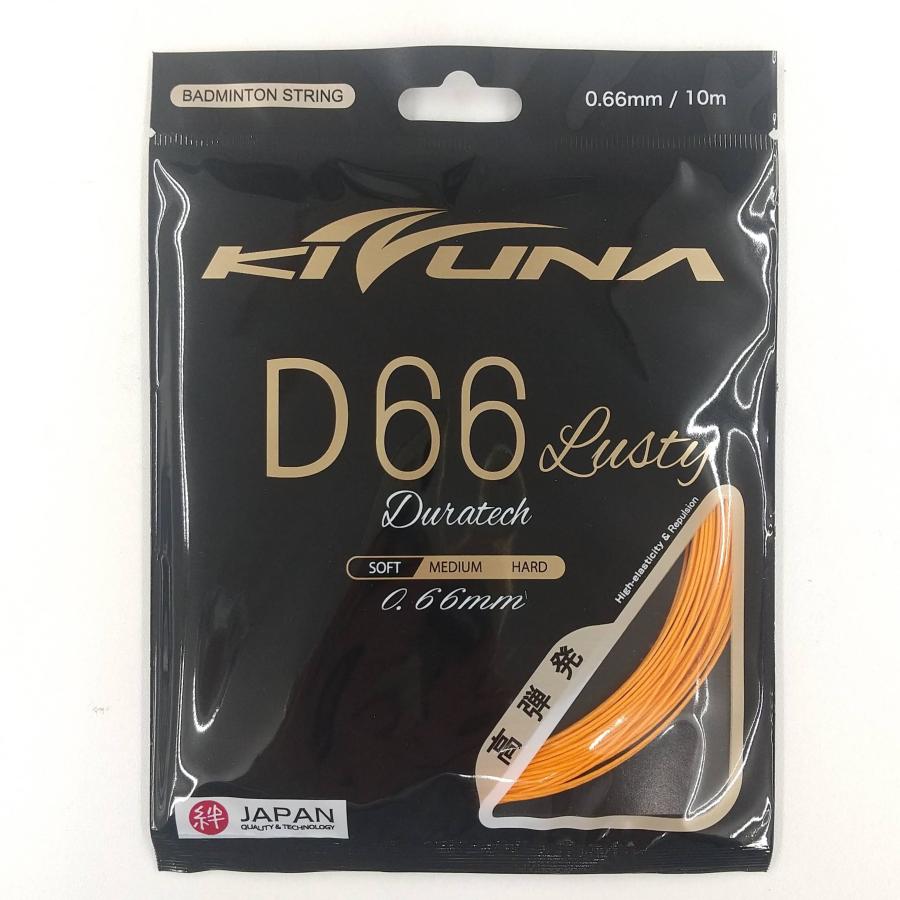 BADMINTON STRING
0.66mm / 10m
KIZUNA
D66 Lusty
Duratech
SOFT MEDIUM HARD
0.66mm
High-elasticity & Repulsion
高弾発
絆 JAPAN
QUALITY & TECHNOLOGY